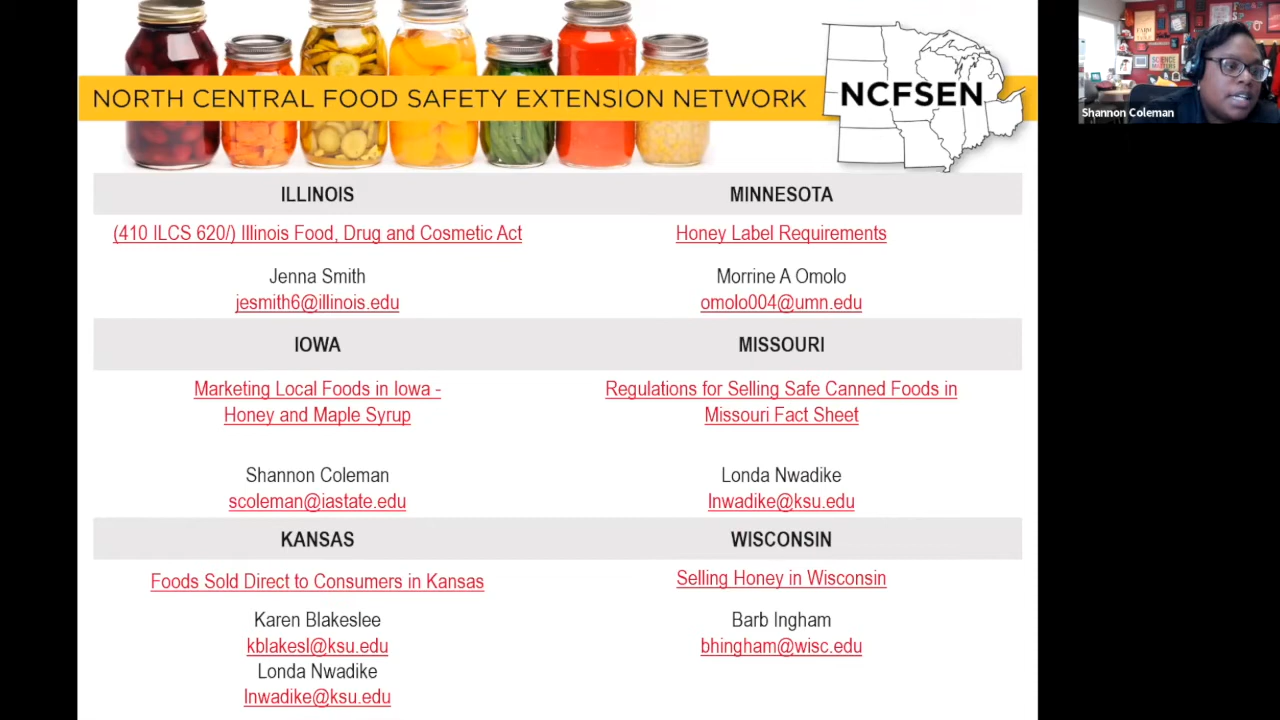 NORTH CENTRAL FOOD SAFETY EXTENSION NETWORK
NCFSEN
Shannon Coleman
ILLINOIS
(410 ILCS 620/) Illinois Food, Drug and Cosmetic Act
Jenna Smith
jesmith6@illinois.edu
MINNESOTA
Honey Label Requirements
Morrine A Omolo
omolo004@umn.edu
IOWA
Marketing Local Foods in Iowa -
Honey and Maple Syrup
Shannon Coleman
scoleman@iastate.edu
MISSOURI
Regulations for Selling Safe Canned Foods in
Missouri Fact Sheet
Londa Nwadike
lnwadike@ksu.edu
KANSAS
Foods Sold Direct to Consumers in Kansas
Karen Blakeslee
kblakesl@ksu.edu
Londa Nwadike
lnwadike@ksu.edu
WISCONSIN
Selling Honey in Wisconsin
Barb Ingham
bhingham@wisc.edu